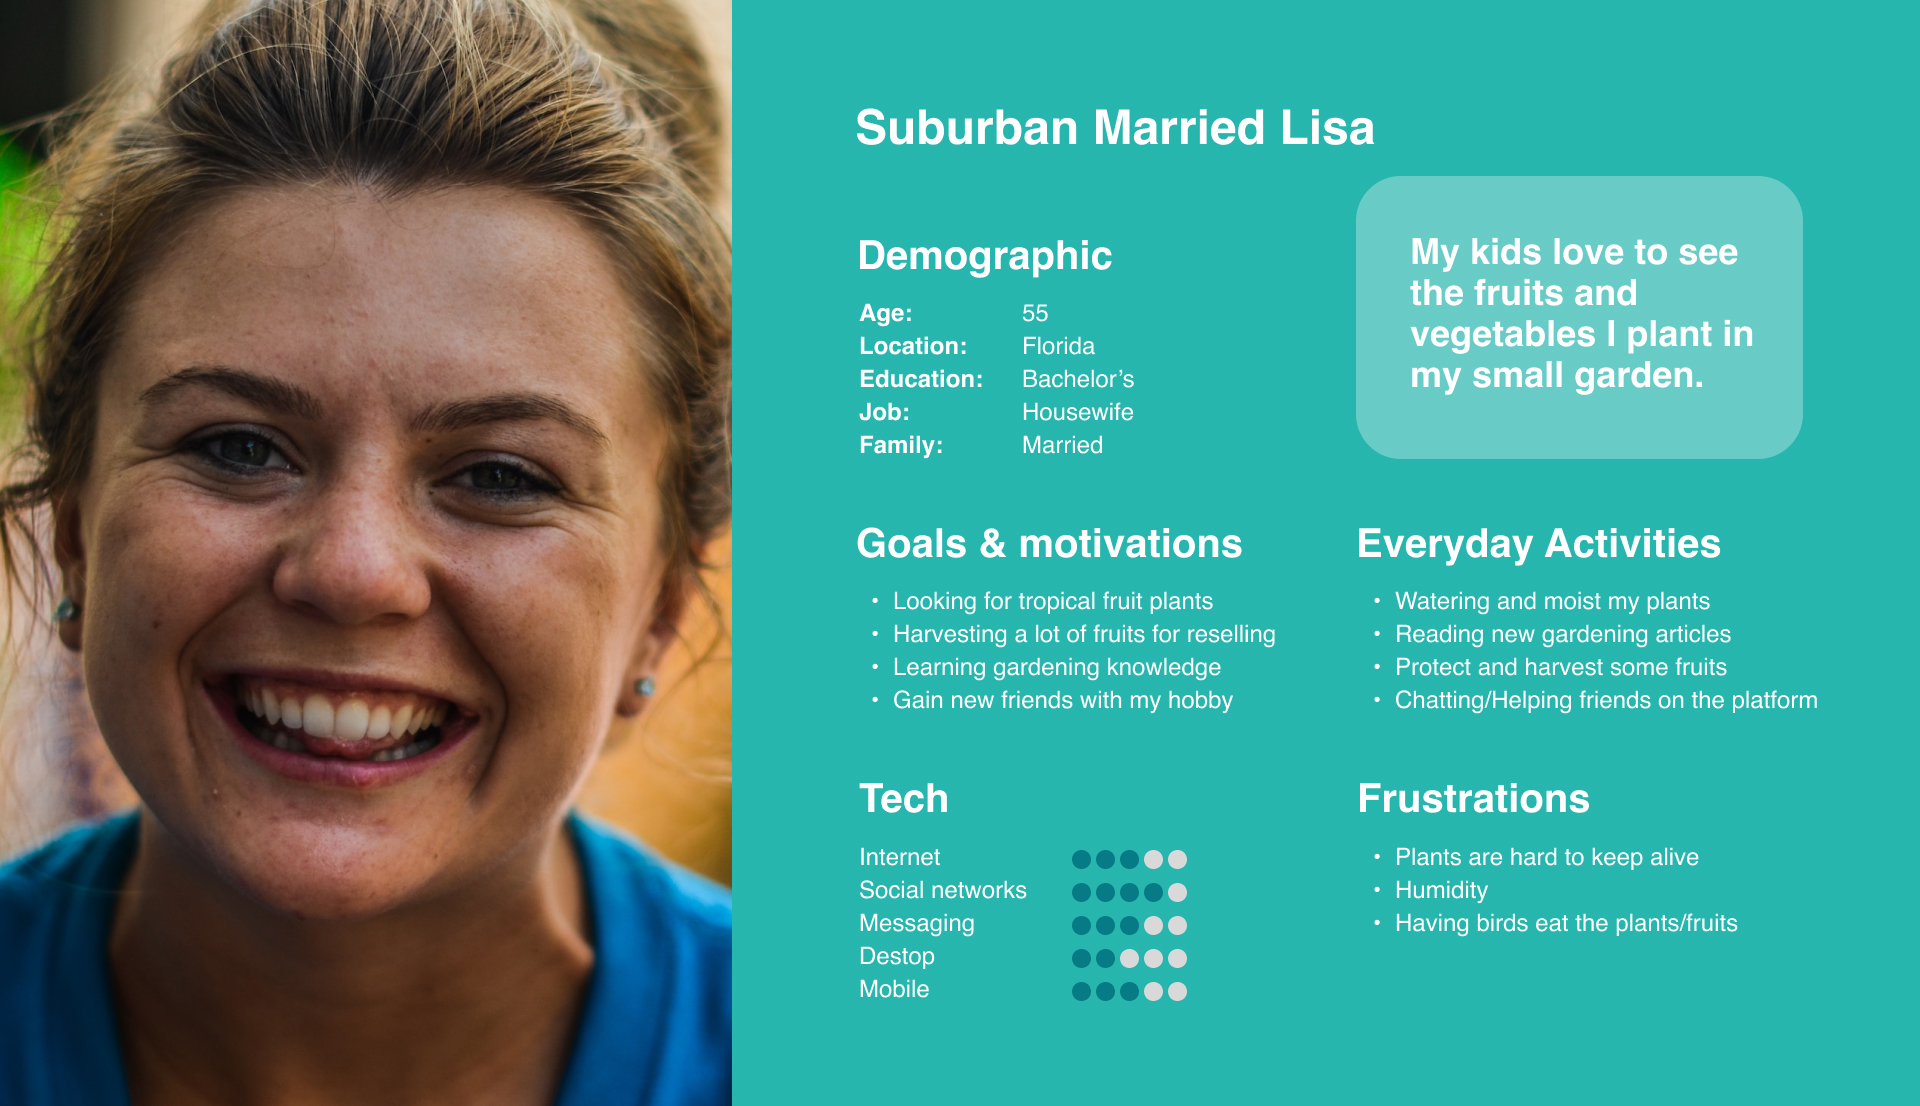 Suburban Married Lisa
Demographic
Age: 55
Location: Florida
Education: Bachelor’s
Job: Housewife
Family: Married
My kids love to see
the fruits and
vegetables I plant in
my small garden.
Goals & motivations
• Looking for tropical fruit plants
• Harvesting a lot of fruits for reselling
• Learning gardening knowledge
• Gain new friends with my hobby
Everyday Activities
• Watering and moist my plants
• Reading new gardening articles
• Protect and harvest some fruits
• Chatting/Helping friends on the platform
Tech
Internet
Social networks
Messaging
Destop
Mobile
Frustrations
• Plants are hard to keep alive
• Humidity
• Having birds eat the plants/fruits